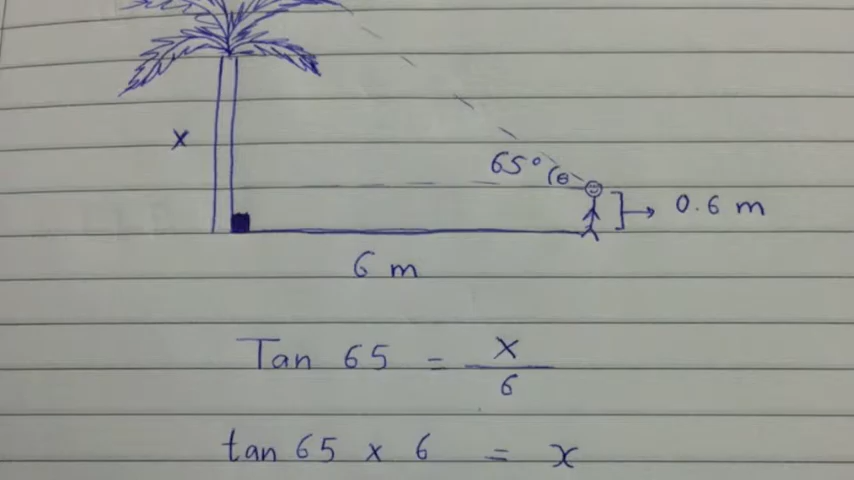 x
65° (θ
0.6 m
6 m
Tan 65 = x/6
tan 65 x 6 = x